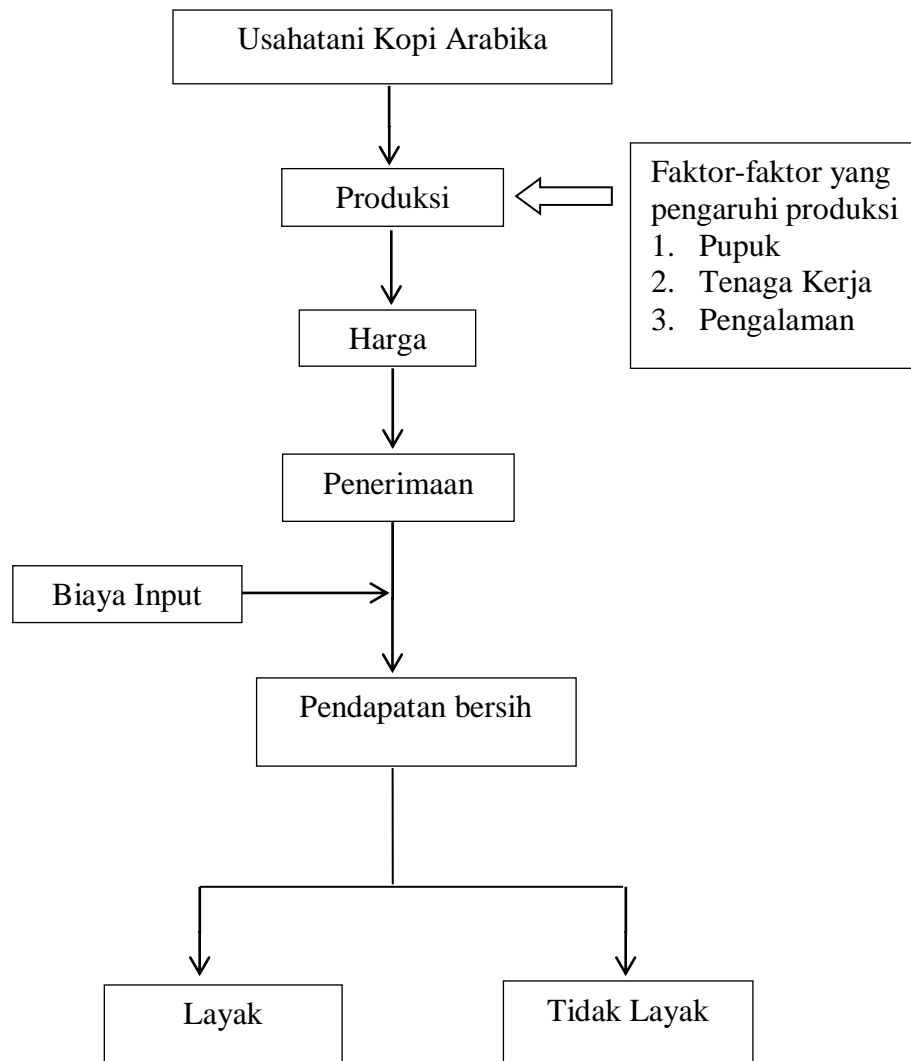 Usahatani Kopi Arabika
Produksi
Faktor-faktor yang
pengaruhi produksi
1. Pupuk
2. Tenaga Kerja
3. Pengalaman
Harga
Penerimaan
Biaya Input
Pendapatan bersih
Layak
Tidak Layak